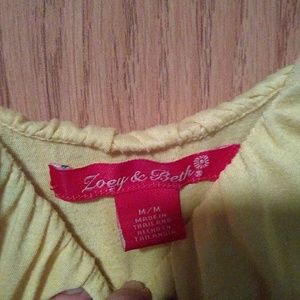 Zoey & Beth
M/M
MADE IN
THAILAND